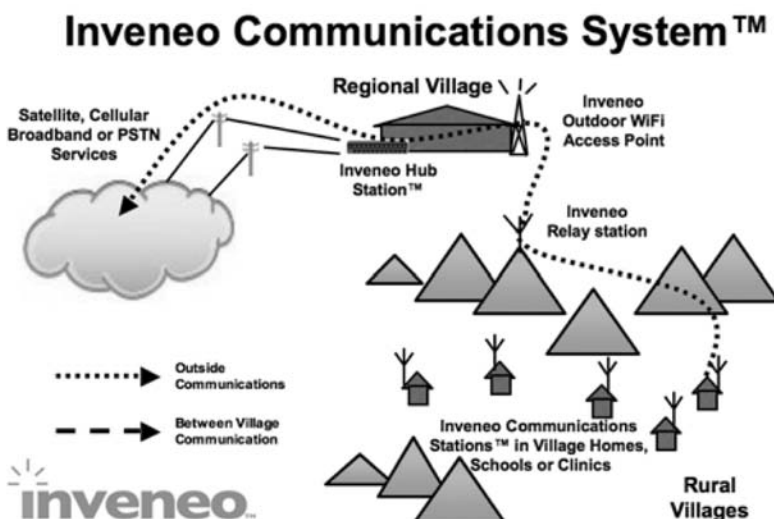 Inveneo Communications System™
Regional Village
Satellite, Cellular
Broadband or PSTN
Services
Inveneo
Outdoor WiFi
Access Point
Inveneo Hub
Station™
Inveneo
Relay station
Outside
Communications
Between Village
Communication
Inveneo Communications
Stations™ in Village Homes,
Schools or Clinics
Rural
Villages
inveneo™